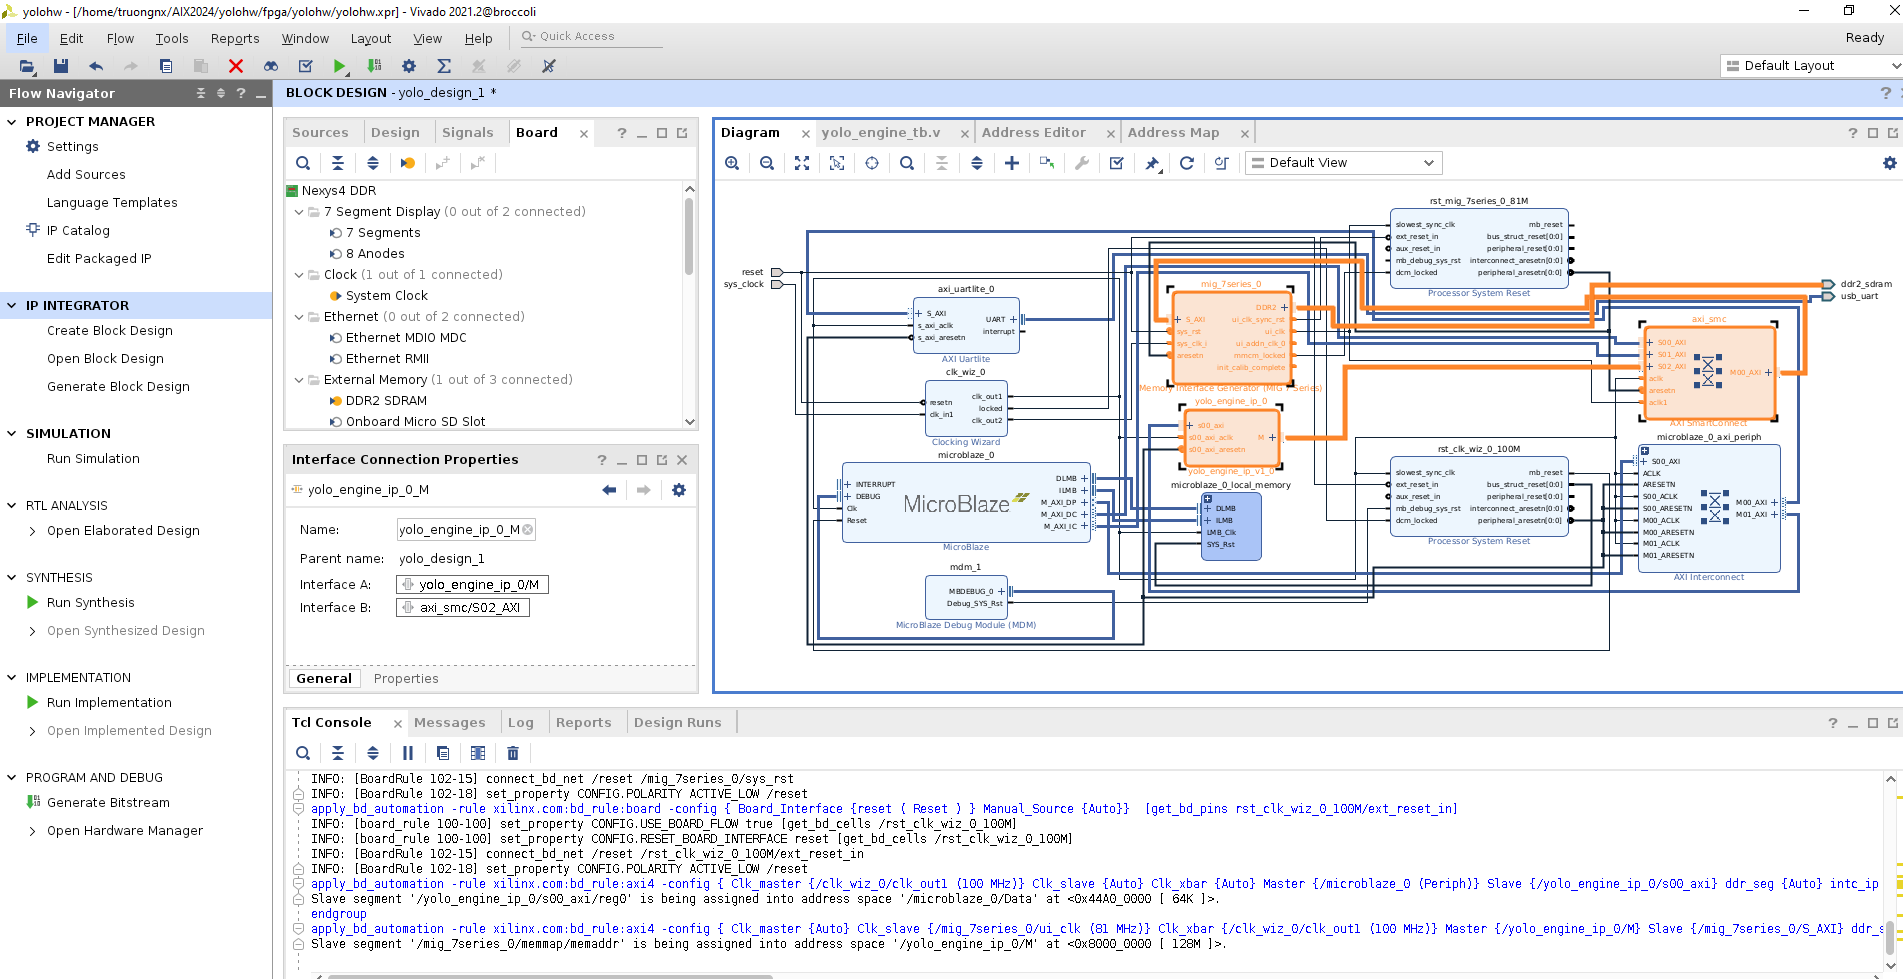 yolohw - [/home/truongnx/AIX2024/yolohw/fpga/yolohw/yolohw.xpr] - Vivado 2021.2@broccoli
File Edit Flow Tools Reports Window Layout View Help Quick Access
Ready
Default Layout
Flow Navigator
PROJECT MANAGER
Settings
Add Sources
Language Templates
IP Catalog
Edit Packaged IP
IP INTEGRATOR
Create Block Design
Open Block Design
Generate Block Design
SIMULATION
Run Simulation
RTL ANALYSIS
Open Elaborated Design
SYNTHESIS
Run Synthesis
Open Synthesized Design
IMPLEMENTATION
Run Implementation
Open Implemented Design
PROGRAM AND DEBUG
Generate Bitstream
Open Hardware Manager
BLOCK DESIGN - yolo_design_1 *
Sources Design Signals Board
Nexys4 DDR
7 Segment Display (0 out of 2 connected)
7 Segments
8 Anodes
Clock (1 out of 1 connected)
System Clock
Ethernet (0 out of 2 connected)
Ethernet MDIO MDC
Ethernet RMII
External Memory (1 out of 3 connected)
DDR2 SDRAM
Onboard Micro SD Slot
Interface Connection Properties
yolo_engine_ip_0_M
Name: yolo_engine_ip_0_M
Parent name: yolo_design_1
Interface A: yolo_engine_ip_0/M
Interface B: axi_smc/S02_AXI
General Properties
Diagram yolo_engine_tb.v Address Editor Address Map
Default View
reset
sys_clock
axi_uartlite_0
S_AXI
s_axi_aclk
s_axi_aresetn
UART
interrupt
AXI Uartlite
clk_wiz_0
resetn
clk_in1
clk_out1
locked
clk_out2
Clocking Wizard
microblaze_0
INTERRUPT
DEBUG
Clk
Reset
MicroBlaze
DLMB
ILMB
M_AXI_DP
M_AXI_DC
M_AXI_IC
MicroBlaze
mdm_1
MBDEBUG_0
Debug_SYS_Rst
MicroBlaze Debug Module (MDM)
mig_7series_0
S_AXI
sys_rst
sys_clk_i
aresetn
DDR2
ui_clk_sync_rst
ui_clk
ui_addn_clk_0
mmcm_locked
init_calib_complete
Memory Interface Generator (MIG 7 Series)
yolo_engine_ip_0
s00_axi
s00_axi_aclk
s00_axi_aresetn
M
yolo_engine_ip_v1_0
microblaze_0_local_memory
DLMB
ILMB
LMB_Clk
SYS_Rst
rst_mig_7series_0_81M
slowest_sync_clk
ext_reset_in
aux_reset_in
mb_debug_sys_rst
dcm_locked
mb_reset
bus_struct_reset[0:0]
peripheral_reset[0:0]
interconnect_aresetn[0:0]
peripheral_aresetn[0:0]
Processor System Reset
rst_clk_wiz_0_100M
slowest_sync_clk
ext_reset_in
aux_reset_in
mb_debug_sys_rst
dcm_locked
mb_reset
bus_struct_reset[0:0]
peripheral_reset[0:0]
interconnect_aresetn[0:0]
peripheral_aresetn[0:0]
Processor System Reset
ddr2_sdram
usb_uart
axi_smc
S00_AXI
S01_AXI
S02_AXI
aclk
aresetn
aclk1
M00_AXI
AXI SmartConnect
microblaze_0_axi_periph
S00_AXI
ACLK
ARESETN
S00_ACLK
S00_ARESETN
M00_ACLK
M00_ARESETN
M01_ACLK
M01_ARESETN
M00_AXI
M01_AXI
AXI Interconnect
Tcl Console Messages Log Reports Design Runs
INFO: [BoardRule 102-15] connect_bd_net /reset /mig_7series_0/sys_rst
INFO: [BoardRule 102-18] set_property CONFIG.POLARITY ACTIVE_LOW /reset
apply_bd_automation -rule xilinx.com:bd_rule:board -config { Board_Interface {reset ( Reset ) } Manual_Source {Auto}} [get_bd_pins rst_clk_wiz_0_100M/ext_reset_in]
INFO: [board_rule 100-100] set_property CONFIG.USE_BOARD_FLOW true [get_bd_cells /rst_clk_wiz_0_100M]
INFO: [board_rule 100-100] set_property CONFIG.RESET_BOARD_INTERFACE reset [get_bd_cells /rst_clk_wiz_0_100M]
INFO: [BoardRule 102-15] connect_bd_net /reset /rst_clk_wiz_0_100M/ext_reset_in
INFO: [BoardRule 102-18] set_property CONFIG.POLARITY ACTIVE_LOW /reset
apply_bd_automation -rule xilinx.com:bd_rule:axi4 -config { Clk_master {/clk_wiz_0/clk_out1 (100 MHz)} Clk_slave {Auto} Clk_xbar {Auto} Master {/microblaze_0 (Periph)} Slave {/yolo_engine_ip_0/s00_axi} ddr_seg {Auto} intc_ip
Slave segment '/yolo_engine_ip_0/s00_axi/reg0' is being assigned into address space '/microblaze_0/Data' at <0x44A0_0000 [ 64K ]>.
endgroup
apply_bd_automation -rule xilinx.com:bd_rule:axi4 -config { Clk_master {Auto} Clk_slave {/mig_7series_0/ui_clk (81 MHz)} Clk_xbar {/clk_wiz_0/clk_out1 (100 MHz)} Master {/yolo_engine_ip_0/M} Slave {/mig_7series_0/S_AXI} ddr_s
Slave segment '/mig_7series_0/memmap/memaddr' is being assigned into address space '/yolo_engine_ip_0/M' at <0x8000_0000 [ 128M ]>.